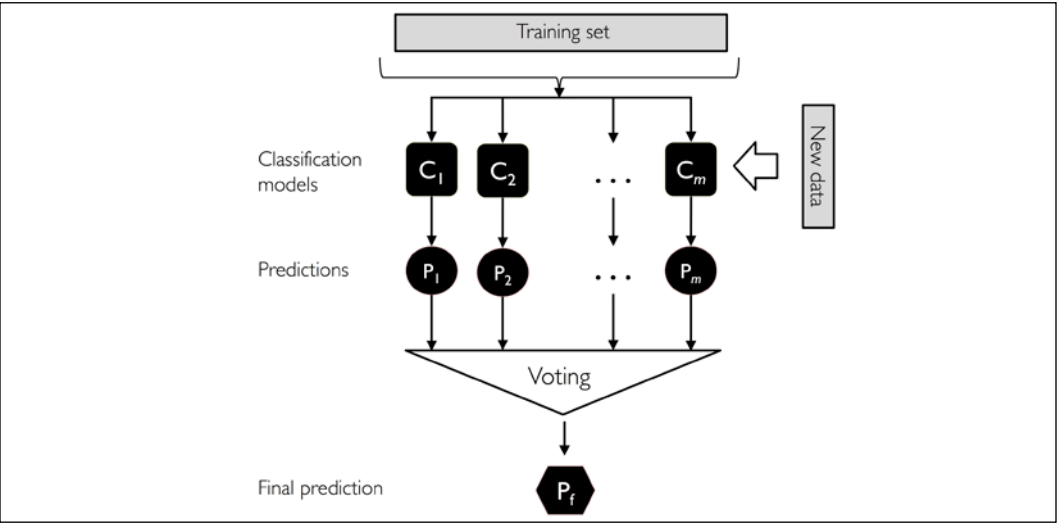 Training set
New data
Classification
models
C1
C2
...
Cm
Predictions
P1
P2
...
Pm
Voting
Final prediction
Pf